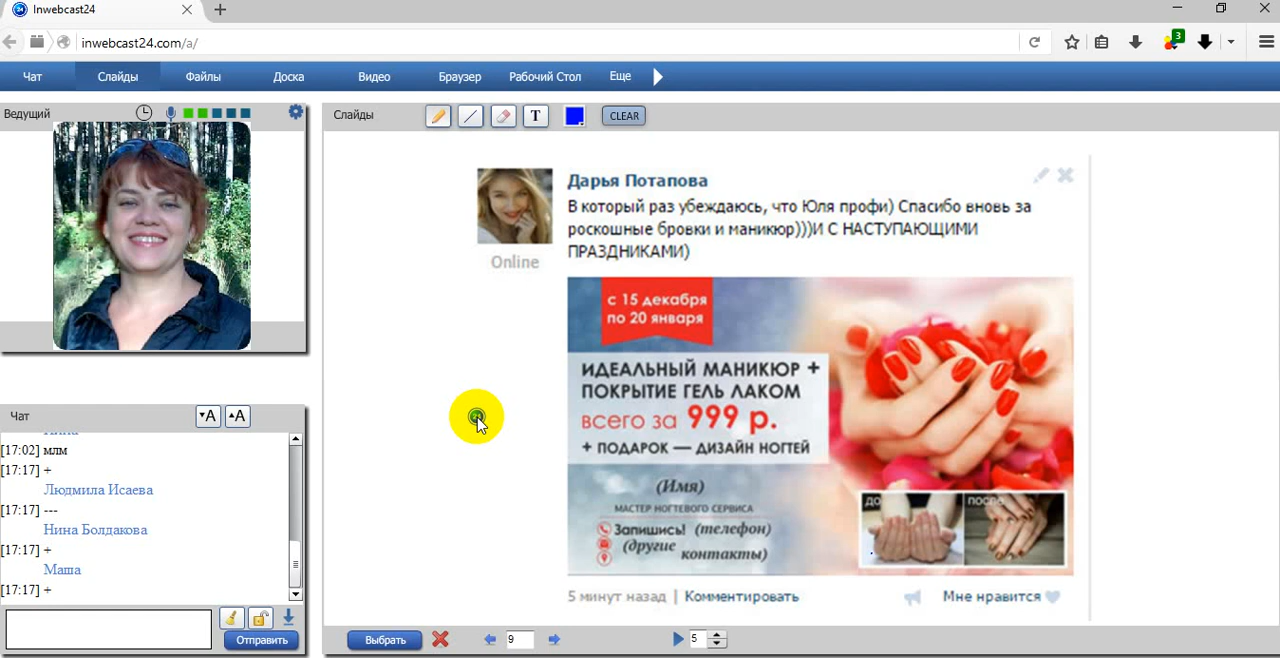 Inwebcast24
inwebcast24.com/a/
3
Чат
Слайды
Файлы
Доска
Видео
Браузер
Рабочий Стол
Еще
Ведущий
Слайды
T
CLEAR
Дарья Потапова
В который раз убеждаюсь, что Юля профи) Спасибо вновь за
роскошные бровки и маникюр)))И С НАСТУПАЮЩИМИ
ПРАЗДНИКАМИ)
Online
с 15 декабря
по 20 января
ИДЕАЛЬНЫЙ МАНИКЮР +
ПОКРЫТИЕ ГЕЛЬ ЛАКОМ
всего за 999 р.
+ ПОДАРОК — ДИЗАЙН НОГТЕЙ
(Имя)
МАСТЕР НОГТЕВОГО СЕРВИСА
Запишись! (телефон)
(другие контакты)
до
после
5 минут назад | Комментировать
Мне нравится
Чат
▾A
▴A
[17:02] млм
[17:17] +
Людмила Исаева
[17:17] ---
Нина Болдакова
[17:17] +
Маша
[17:17] +
Отправить
Выбрать
9
5